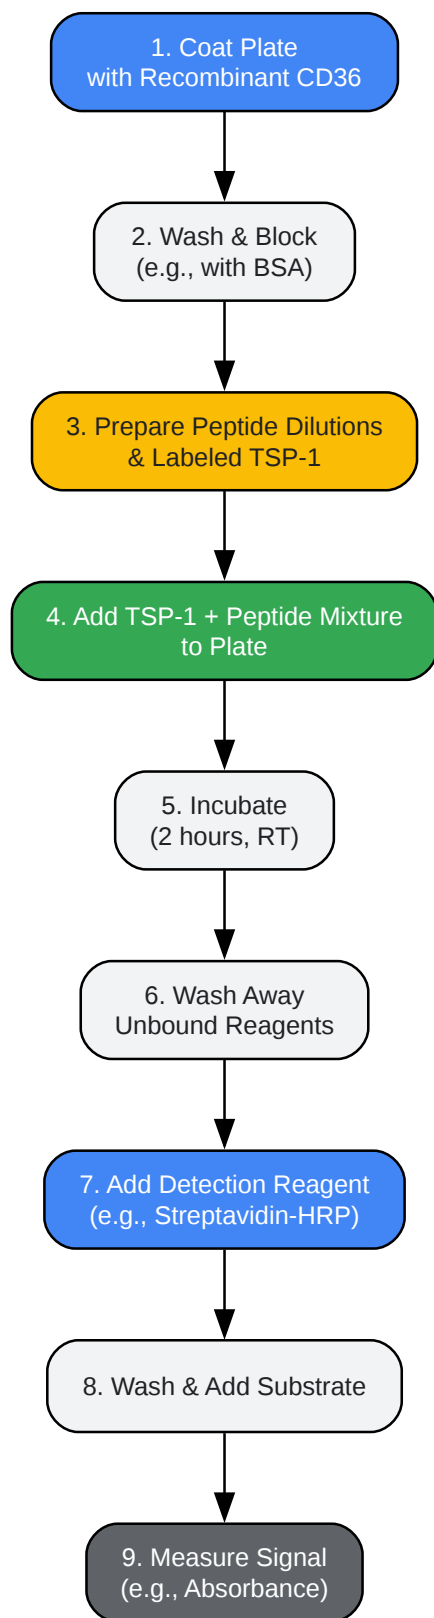 1. Coat Plate
with Recombinant CD36
2. Wash & Block
(e.g., with BSA)
3. Prepare Peptide Dilutions
& Labeled TSP-1
4. Add TSP-1 + Peptide Mixture
to Plate
5. Incubate
(2 hours, RT)
6. Wash Away
Unbound Reagents
7. Add Detection Reagent
(e.g., Streptavidin-HRP)
8. Wash & Add Substrate
9. Measure Signal
(e.g., Absorbance)